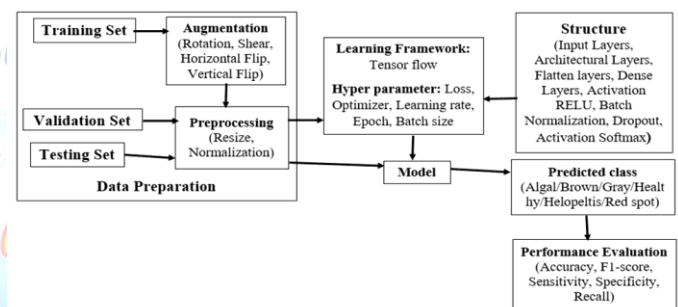 Training Set
Augmentation
(Rotation, Shear,
Horizontal Flip,
Vertical Flip)
Validation Set
Testing Set
Preprocessing
(Resize,
Normalization)
Data Preparation
Learning Framework:
Tensor flow
Hyper parameter: Loss,
Optimizer, Learning rate,
Epoch, Batch size
Structure
(Input Layers,
Architectural Layers,
Flatten layers, Dense
Layers, Activation
RELU, Batch
Normalization, Dropout,
Activation Softmax)
Model
Predicted class
(Algal/Brown/Gray/Healt
hy/Helopeltis/Red spot)
Performance Evaluation
(Accuracy, F1-score,
Sensitivity, Specificity,
Recall)